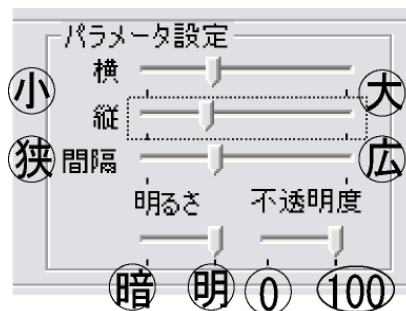 パラメータ設定
横
小 大
縦
狭 間隔 広
明るさ 不透明度
暗 明 0 100